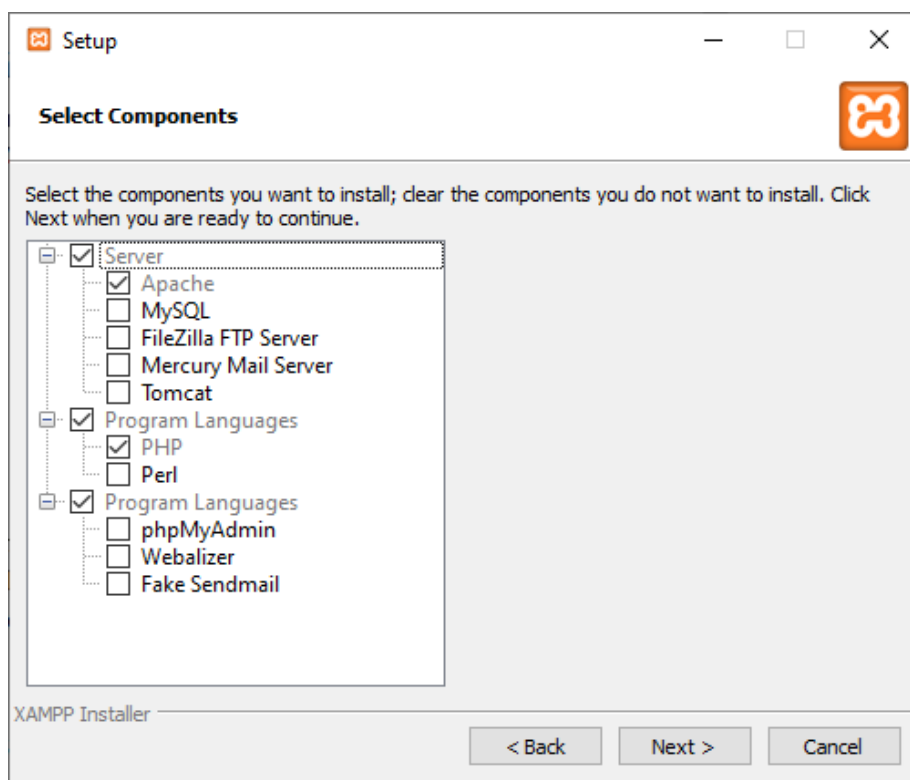 Setup
Select Components
Select the components you want to install; clear the components you do not want to install. Click
Next when you are ready to continue.
Server
Apache
MySQL
FileZilla FTP Server
Mercury Mail Server
Tomcat
Program Languages
PHP
Perl
Program Languages
phpMyAdmin
Webalizer
Fake Sendmail
XAMPP Installer
< Back
Next >
Cancel